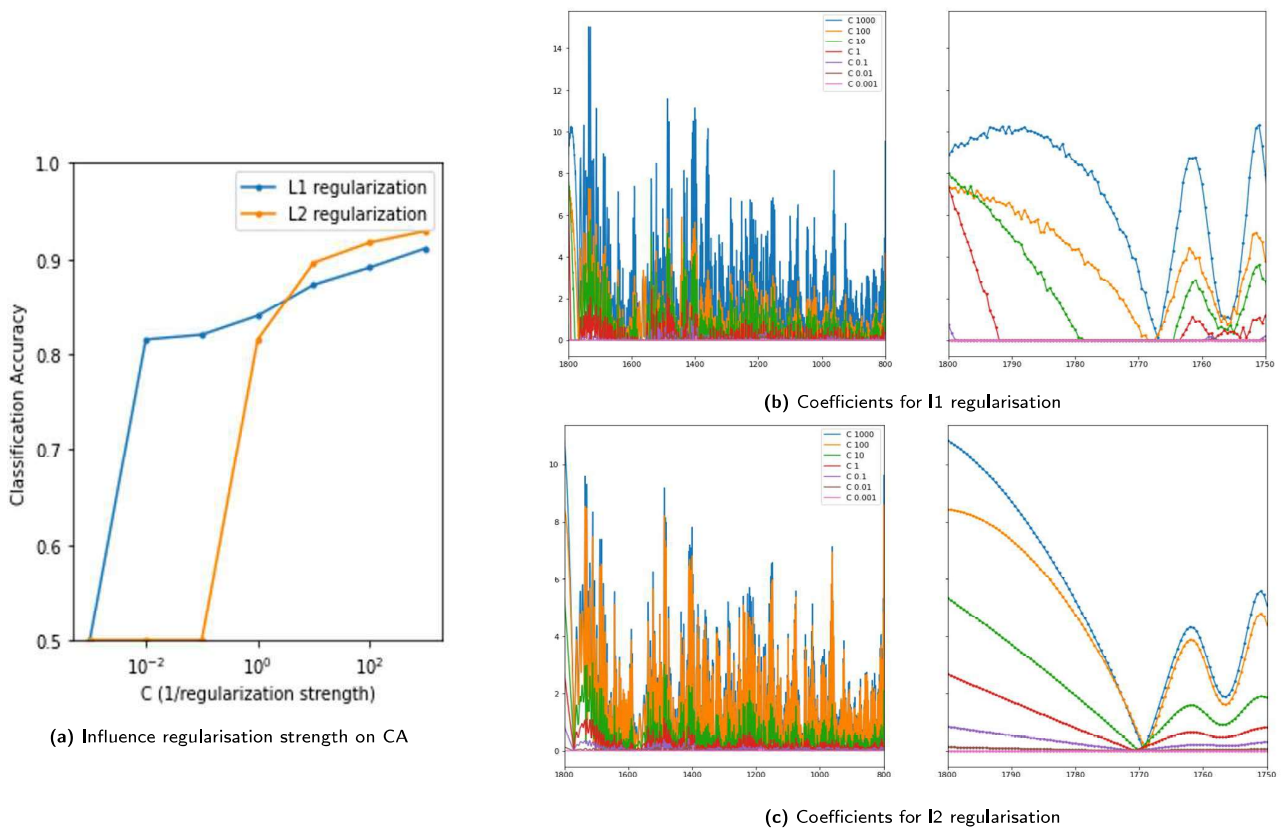 1.0
0.9
0.8
0.7
0.6
0.5
Classification Accuracy
L1 regularization
L2 regularization
10⁻² 10⁰ 10²
C (1/regularization strength)
(a) Influence regularisation strength on CA
14
12
10
8
6
4
2
0
C 1000
C 100
C 10
C 1
C 0.1
C 0.01
C 0.001
1800 1600 1400 1200 1000 800
1800 1790 1780 1770 1760 1750
(b) Coefficients for l1 regularisation
10
8
6
4
2
0
C 1000
C 100
C 10
C 1
C 0.1
C 0.01
C 0.001
1800 1600 1400 1200 1000 800
1800 1790 1780 1770 1760 1750
(c) Coefficients for l2 regularisation